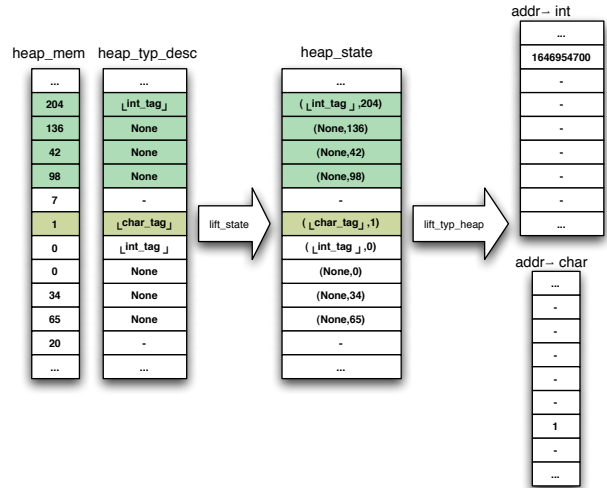 addr⇀ int
...
1646954700
-
-
-
-
-
-
...
heap_mem heap_typ_desc heap_state
... ... ...
204 ⌊int_tag⌋ (⌊int_tag⌋,204)
136 None (None,136)
42 None (None,42)
98 None (None,98)
7 - -
1 ⌊char_tag⌋ (⌊char_tag⌋,1)
0 ⌊int_tag⌋ (⌊int_tag⌋,0)
0 None (None,0)
34 None (None,34)
65 None (None,65)
20 - -
... ... ...
lift_state
lift_typ_heap
addr⇀ char
...
-
-
-
-
-
1
-
...